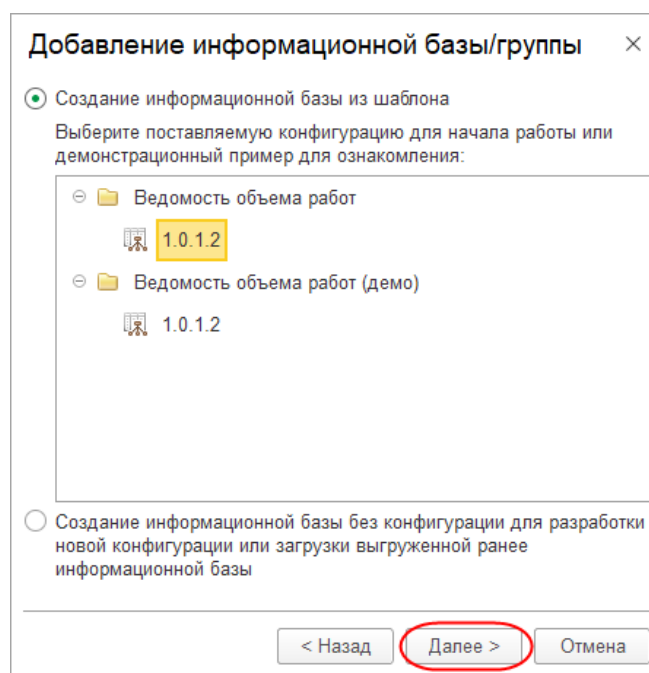 Добавление информационной базы/группы
Создание информационной базы из шаблона
Выберите поставляемую конфигурацию для начала работы или
демонстрационный пример для ознакомления:
Ведомость объема работ
1.0.1.2
Ведомость объема работ (демо)
1.0.1.2
Создание информационной базы без конфигурации для разработки
новой конфигурации или загрузки выгруженной ранее
информационной базы
< Назад Далее > Отмена